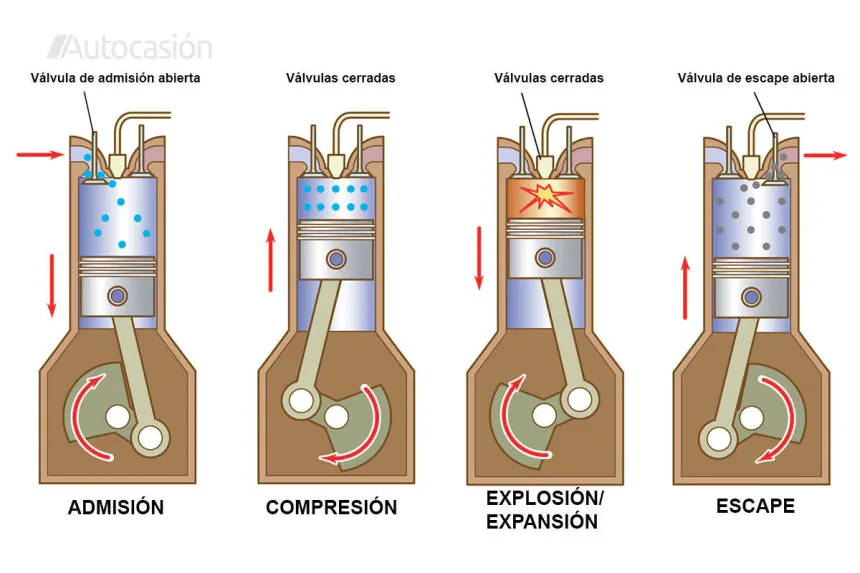 Autocasión
Válvula de admisión abierta
Válvulas cerradas
Válvulas cerradas
Válvula de escape abierta
ADMISIÓN
COMPRESIÓN
EXPLOSIÓN/
EXPANSIÓN
ESCAPE